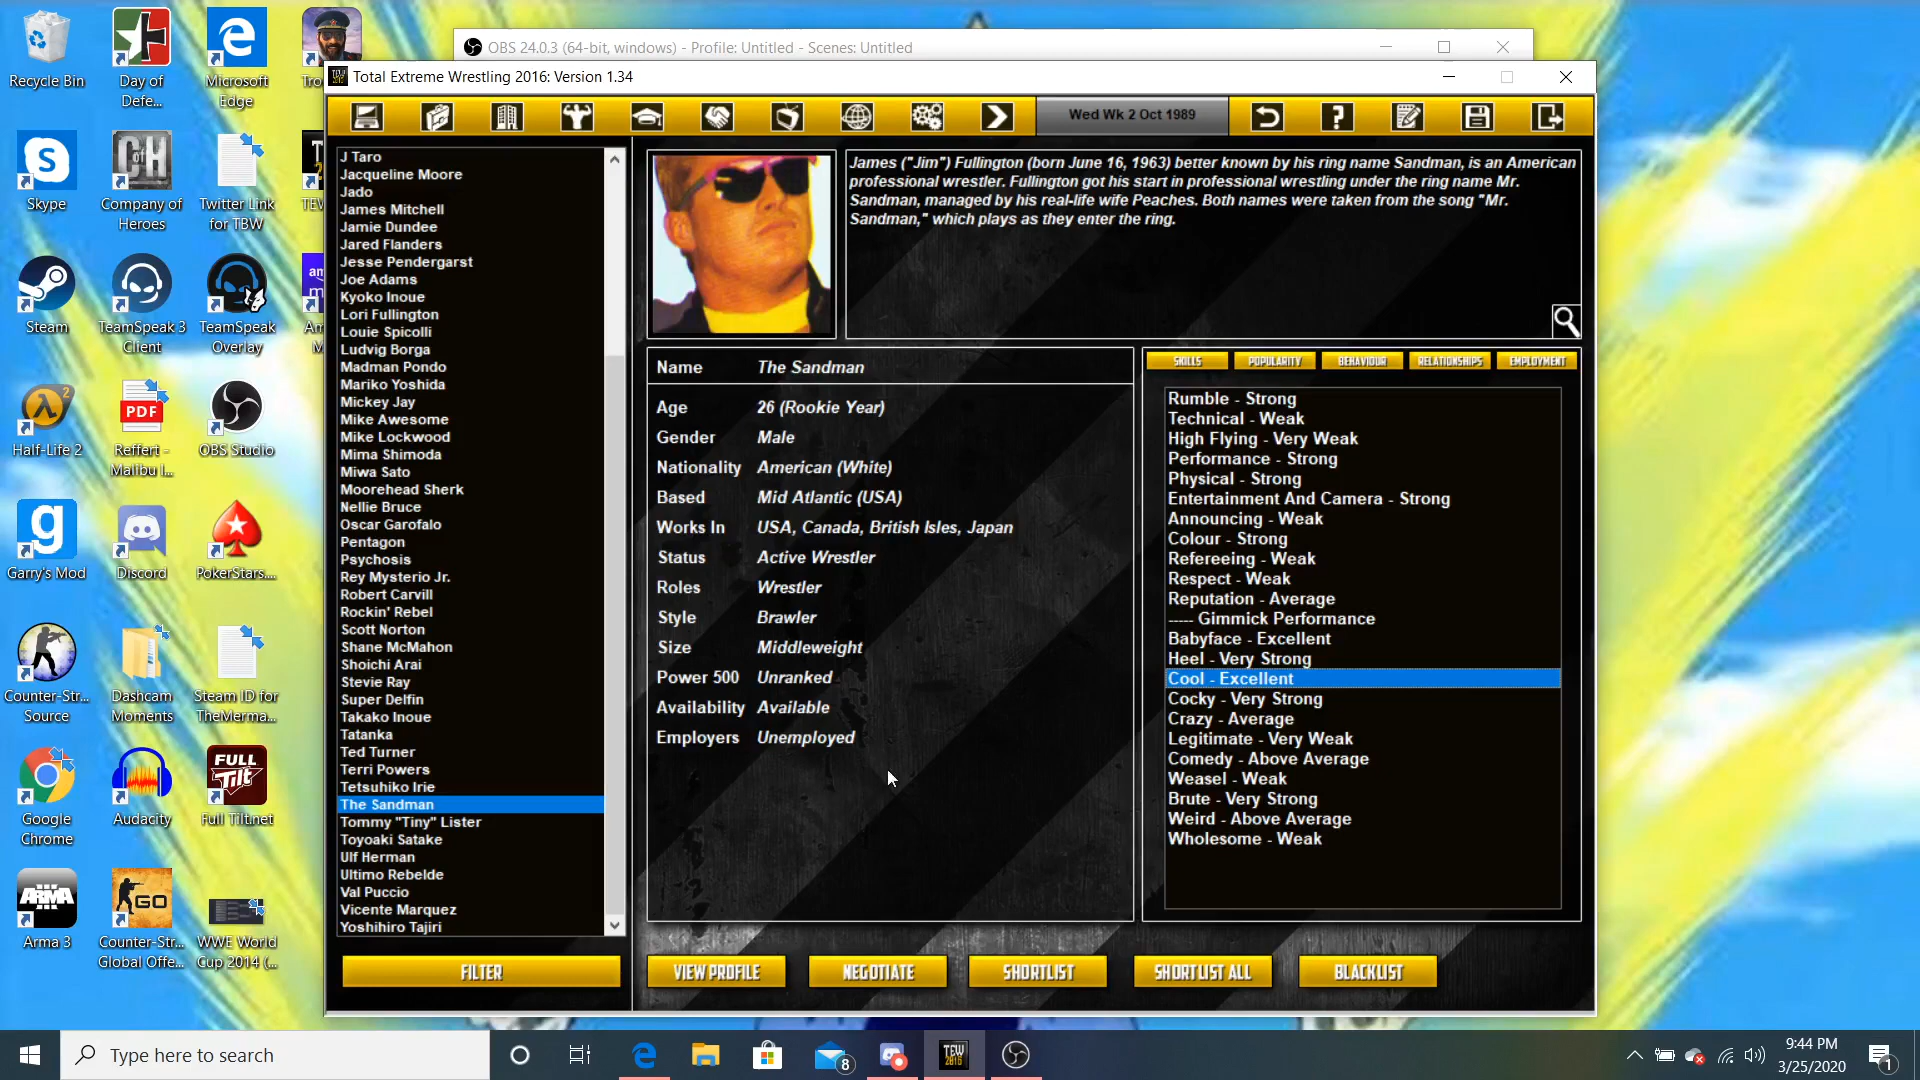 OBS 24.0.3 (64-bit, windows) - Profile: Untitled - Scenes: Untitled
Total Extreme Wrestling 2016: Version 1.34
Wed Wk 2 Oct 1989
Recycle Bin
Day of
Defe...
Microsoft
Edge
Tro
Skype
Company of
Heroes
Twitter Link
for TBW
TEW
Steam
TeamSpeak 3
Client
TeamSpeak
Overlay
Am
M
Half-Life 2
Reffert -
Malibu I...
OBS Studio
Garry's Mod
Discord
PokerStars....
Counter-Str...
Source
Dashcam
Moments
Steam ID for
TheMerma...
Google
Chrome
Audacity
Full Tilt.net
Arma 3
Counter-Str...
Global Offe...
WWE World
Cup 2014 (...
J Taro
Jacqueline Moore
Jado
James Mitchell
Jamie Dundee
Jared Flanders
Jesse Pendergarst
Joe Adams
Kyoko Inoue
Lori Fullington
Louie Spicolli
Ludvig Borga
Madman Pondo
Mariko Yoshida
Mickey Jay
Mike Awesome
Mike Lockwood
Mima Shimoda
Miwa Sato
Moorehead Sherk
Nellie Bruce
Oscar Garofalo
Pentagon
Psychosis
Rey Mysterio Jr.
Robert Carvill
Rockin' Rebel
Scott Norton
Shane McMahon
Shoichi Arai
Stevie Ray
Super Delfin
Takako Inoue
Tatanka
Ted Turner
Terri Powers
Tetsuhiko Irie
The Sandman
Tommy "Tiny" Lister
Toyoaki Satake
Ulf Herman
Ultimo Rebelde
Val Puccio
Vicente Marquez
Yoshihiro Tajiri
FILTER
James ("Jim") Fullington (born June 16, 1963) better known by his ring name Sandman, is an American
professional wrestler. Fullington got his start in professional wrestling under the ring name Mr.
Sandman, managed by his real-life wife Peaches. Both names were taken from the song "Mr.
Sandman," which plays as they enter the ring.
Name The Sandman
Age 26 (Rookie Year)
Gender Male
Nationality American (White)
Based Mid Atlantic (USA)
Works In USA, Canada, British Isles, Japan
Status Active Wrestler
Roles Wrestler
Style Brawler
Size Middleweight
Power 500 Unranked
Availability Available
Employers Unemployed
SKILLS POPULARITY BEHAVIOUR RELATIONSHIPS EMPLOYMENT
Rumble - Strong
Technical - Weak
High Flying - Very Weak
Performance - Strong
Physical - Strong
Entertainment And Camera - Strong
Announcing - Weak
Colour - Strong
Refereeing - Weak
Respect - Weak
Reputation - Average
----- Gimmick Performance
Babyface - Excellent
Heel - Very Strong
Cool - Excellent
Cocky - Very Strong
Crazy - Average
Legitimate - Very Weak
Comedy - Above Average
Weasel - Weak
Brute - Very Strong
Weird - Above Average
Wholesome - Weak
VIEW PROFILE NEGOTIATE SHORTLIST SHORTLIST ALL BLACKLIST
Type here to search
8
TEW
2016
9:44 PM
3/25/2020
1